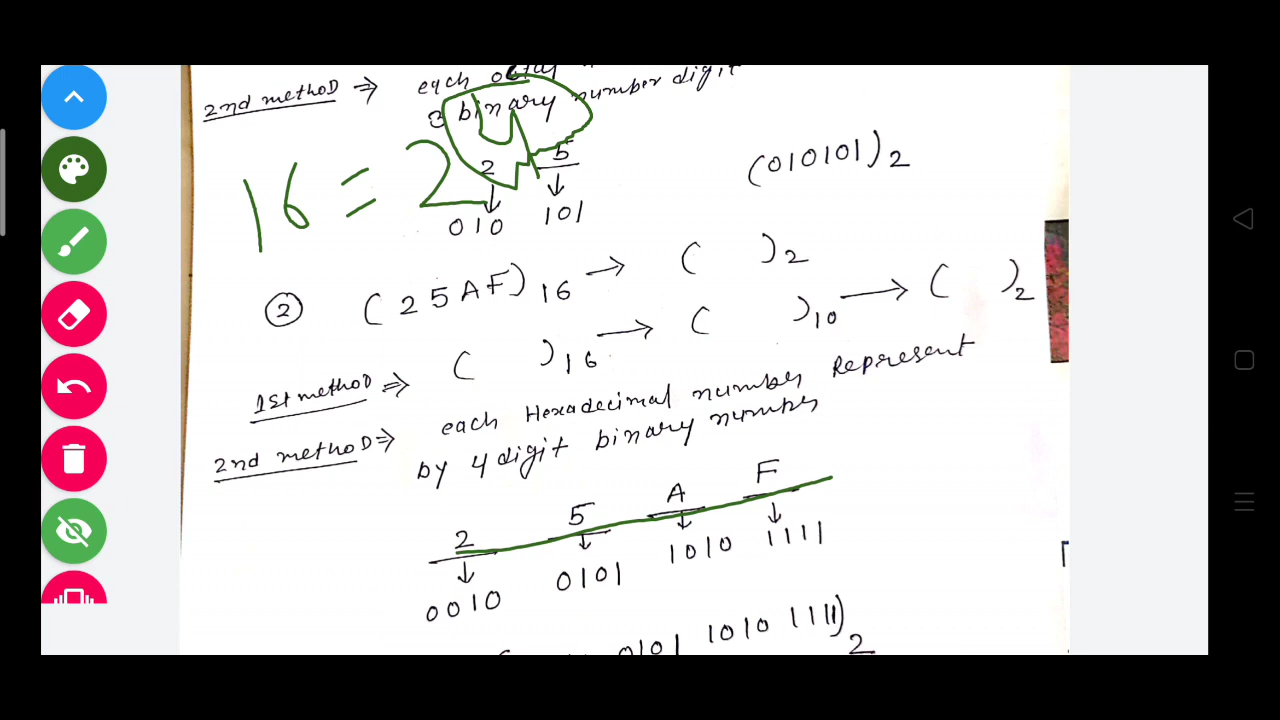 2nd method ⇒ each octal
3 binary number digit
16 = 2^4
2 5
010 101
(010101)2
② (25AF)16 → ( )2
1st method ⇒ ( )16 → ( )10 → ( )2
2nd method ⇒ each Hexadecimal number Represent
by 4 digit binary number
2 5 A F
0010 0101 1010 1111
0101 1010 1111)2